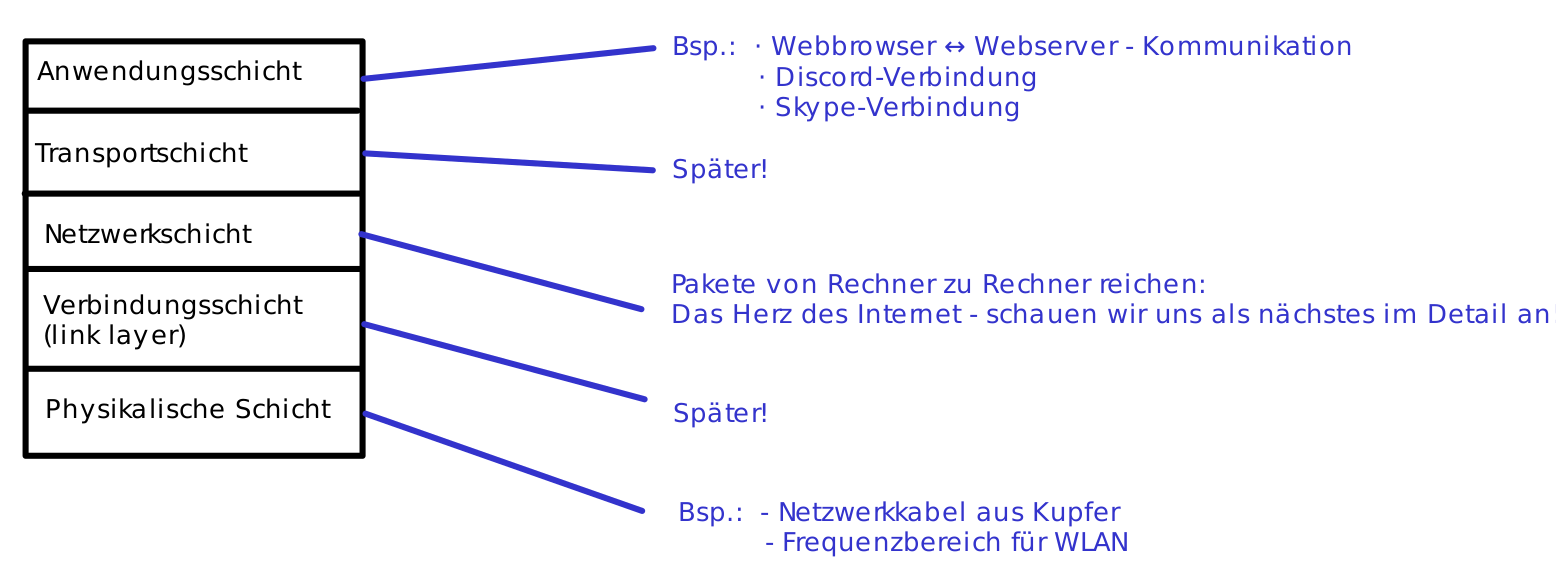 Anwendungsschicht
Bsp.: · Webbrowser ↔ Webserver - Kommunikation
· Discord-Verbindung
· Skype-Verbindung
Transportschicht
Später!
Netzwerkschicht
Pakete von Rechner zu Rechner reichen:
Das Herz des Internet - schauen wir uns als nächstes im Detail an!
Verbindungsschicht
(link layer)
Später!
Physikalische Schicht
Bsp.: - Netzwerkkabel aus Kupfer
- Frequenzbereich für WLAN